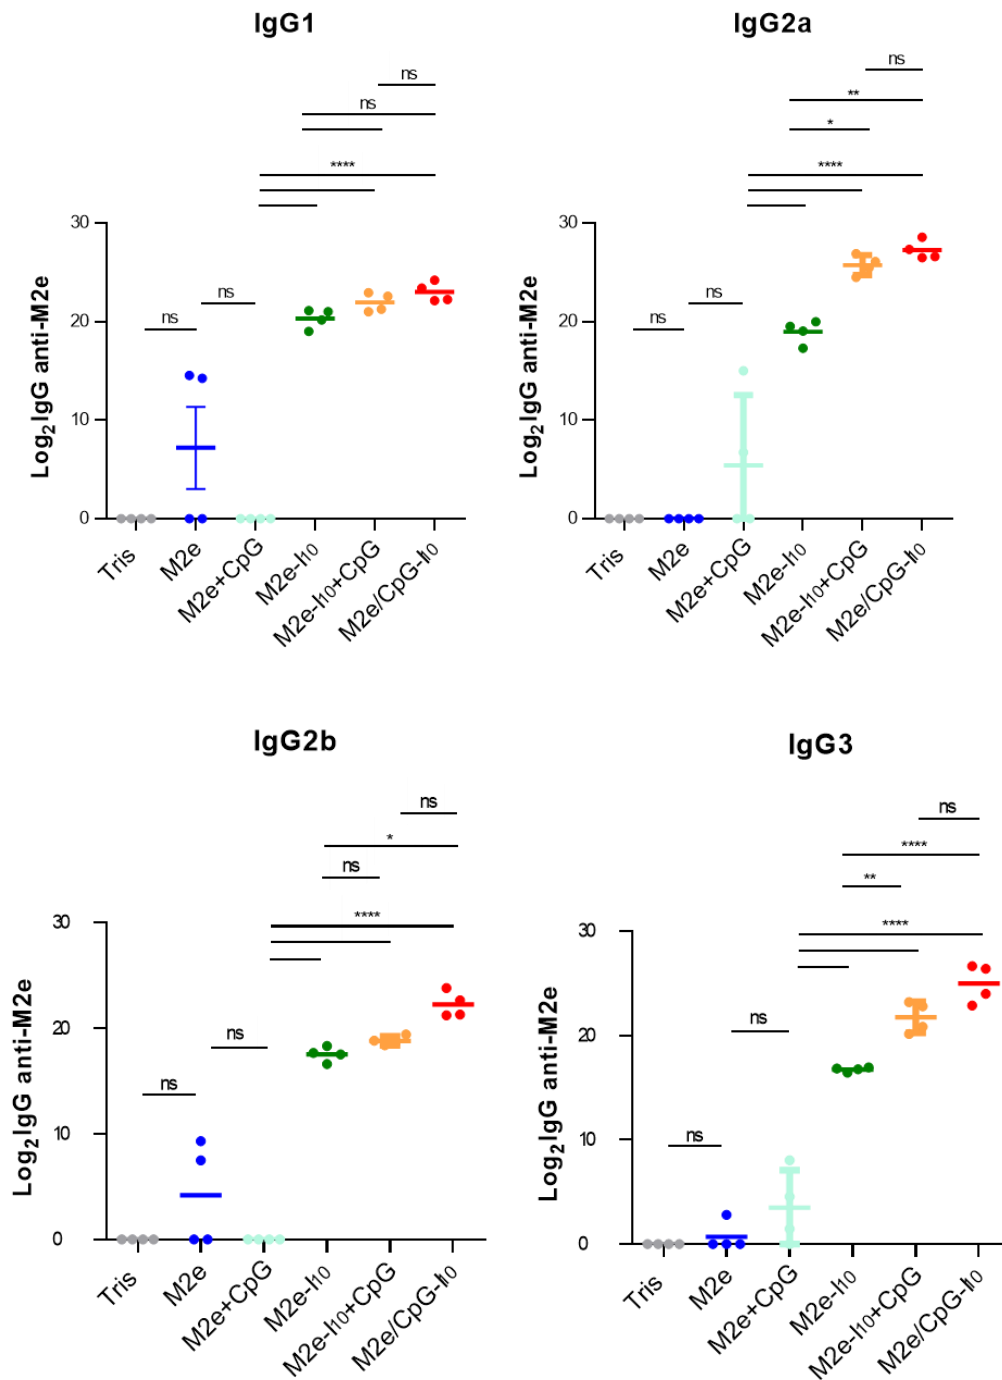 IgG1
ns
ns
****
ns
ns
Log₂IgG anti-M2e
30
20
10
0
Tris
M2e
M2e+CpG
M2e-I10
M2e-I10+CpG
M2e/CpG-I10
IgG2a
ns
**
*
****
ns
ns
Log₂IgG anti-M2e
30
20
10
0
Tris
M2e
M2e+CpG
M2e-I10
M2e-I10+CpG
M2e/CpG-I10
IgG2b
ns
*
ns
****
ns
ns
Log₂IgG anti-M2e
30
20
10
0
Tris
M2e
M2e+CpG
M2e-I10
M2e-I10+CpG
M2e/CpG-I10
IgG3
ns
****
**
****
ns
ns
Log₂IgG anti-M2e
30
20
10
0
Tris
M2e
M2e+CpG
M2e-I10
M2e-I10+CpG
M2e/CpG-I10